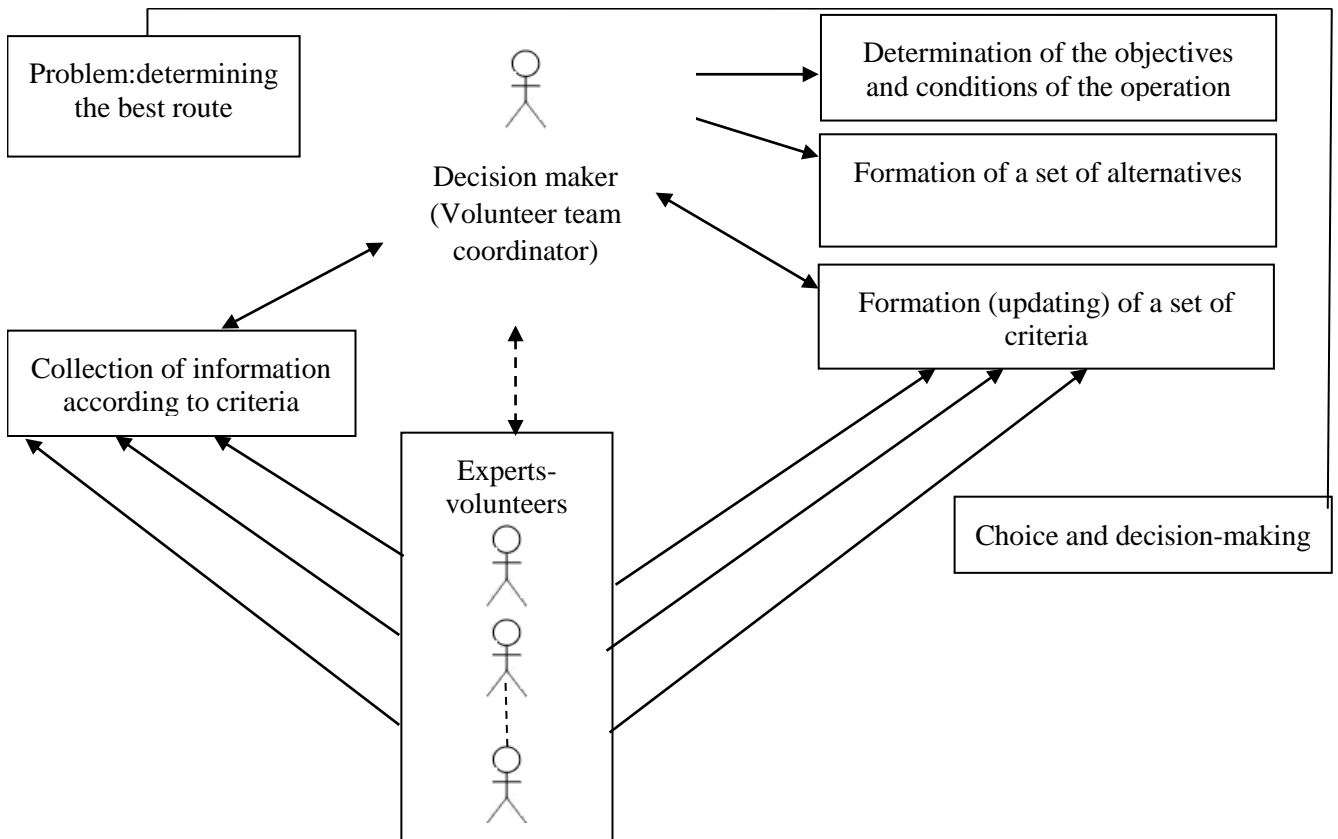 Problem:determining
the best route
Decision maker
(Volunteer team
coordinator)
Determination of the objectives
and conditions of the operation
Formation of a set of alternatives
Formation (updating) of a set of
criteria
Collection of information
according to criteria
Experts-
volunteers
Choice and decision-making